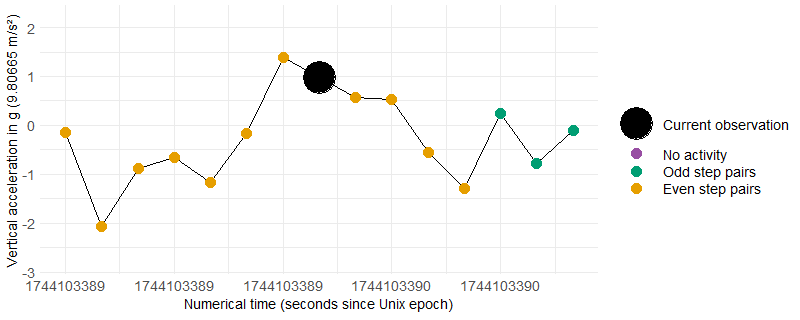 Vertical acceleration in g (9.80665 m/s²)
2
1
0
-1
-2
-3
1744103389 1744103389 1744103389 1744103390 1744103390
Numerical time (seconds since Unix epoch)
Current observation
No activity
Odd step pairs
Even step pairs